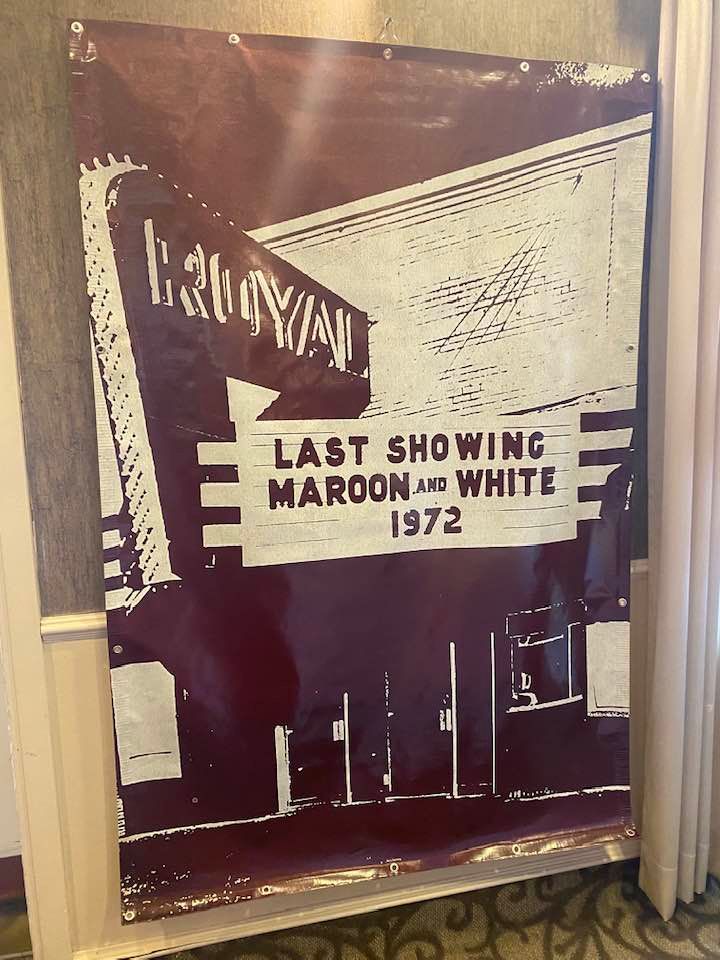 ROYAL
LAST SHOWING
MAROON AND WHITE
1972